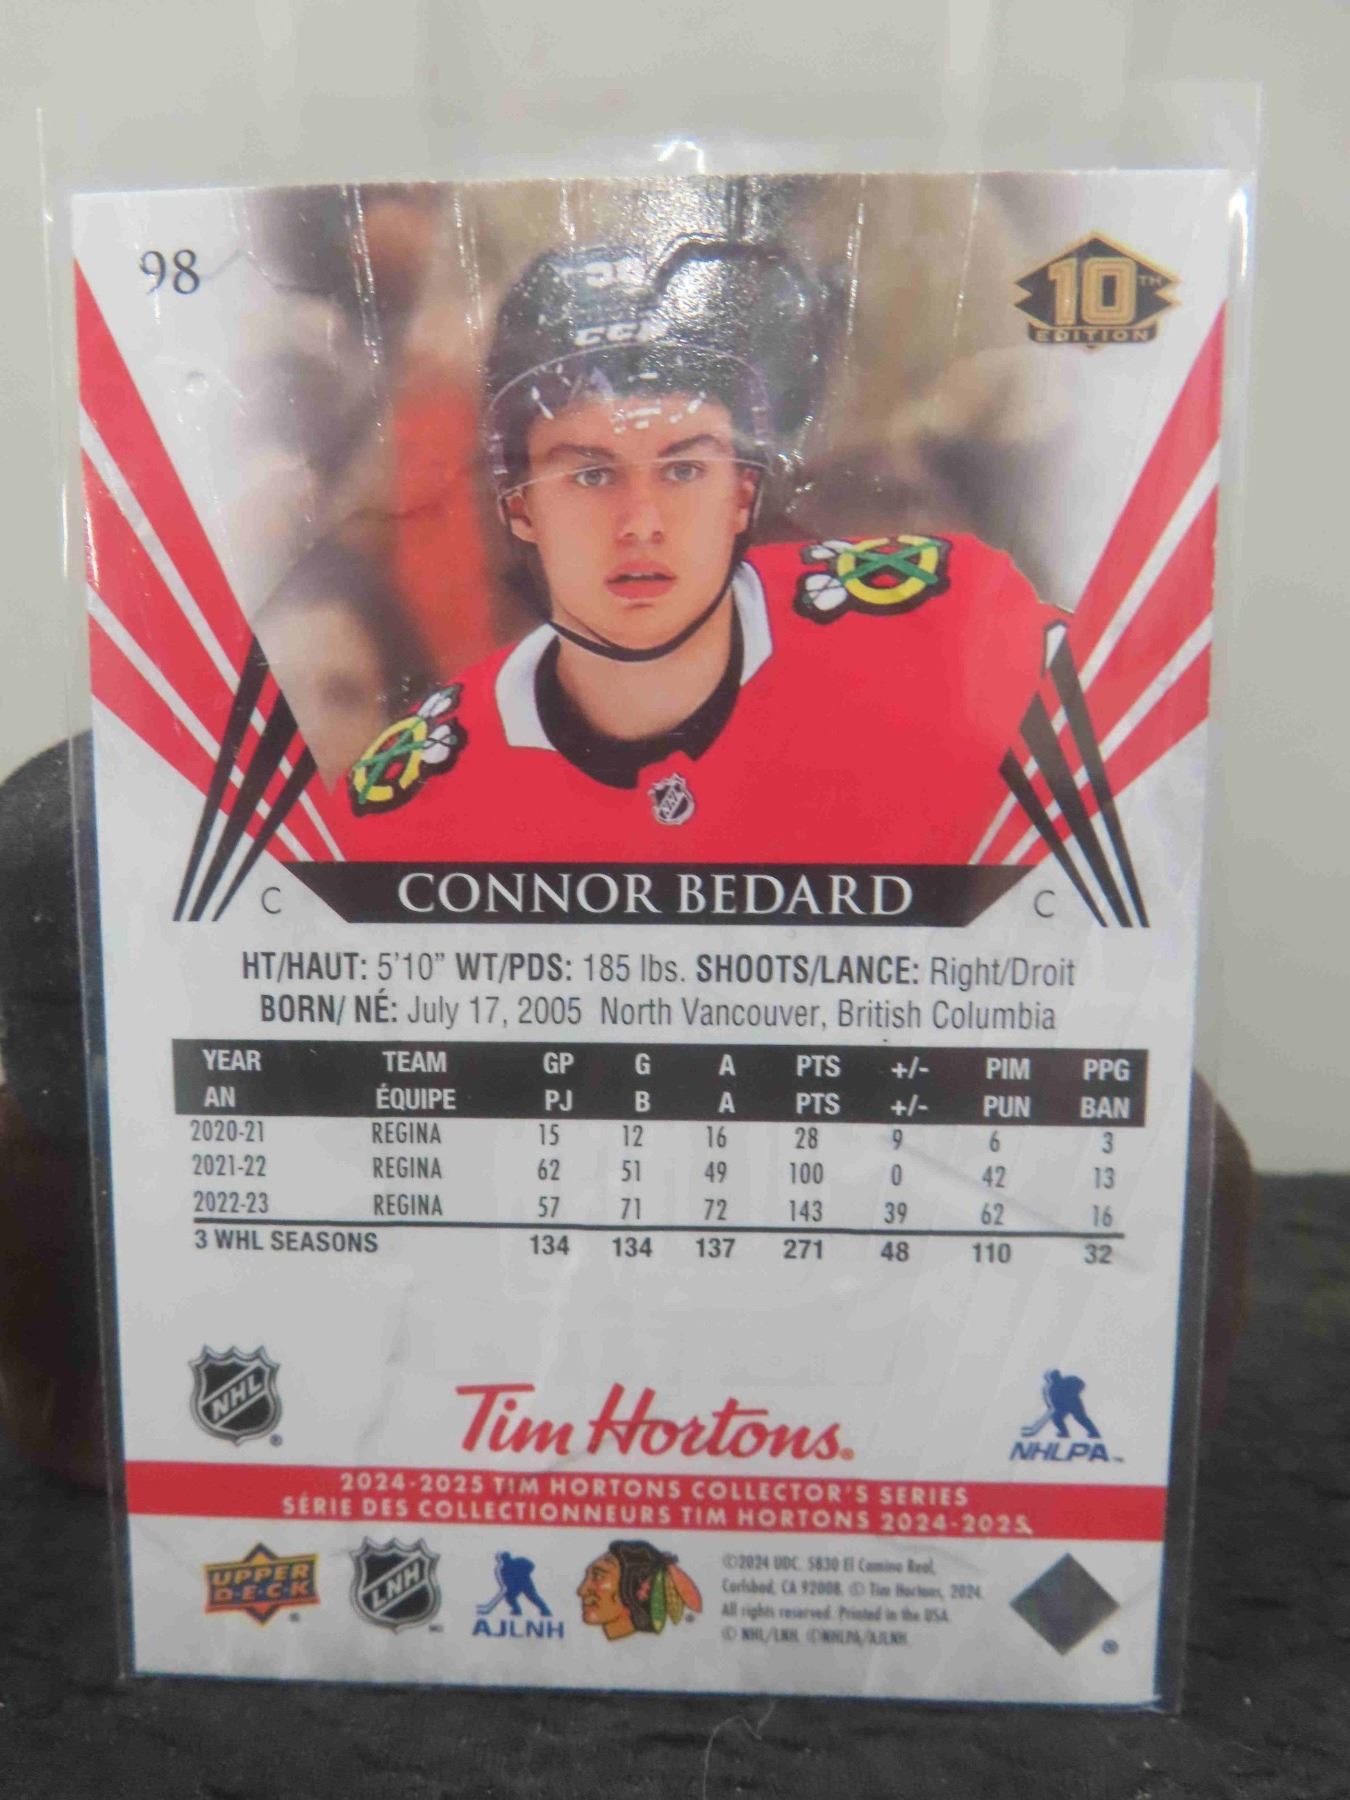 98
10TH
EDITION
CCM
NHL
C CONNOR BEDARD C
HT/HAUT: 5'10" WT/PDS: 185 lbs. SHOOTS/LANCE: Right/Droit
BORN/ NÉ: July 17, 2005 North Vancouver, British Columbia
YEAR TEAM GP G A PTS +/- PIM PPG
AN ÉQUIPE PJ B A PTS +/- PUN BAN
2020-21 REGINA 15 12 16 28 9 6 3
2021-22 REGINA 62 51 49 100 0 42 13
2022-23 REGINA 57 71 72 143 39 62 16
3 WHL SEASONS 134 134 137 271 48 110 32
NHL ®
Tim Hortons®
NHLPA™
2024-2025 TIM HORTONS COLLECTOR'S SERIES
SÉRIE DES COLLECTIONNEURS TIM HORTONS 2024-2025
UPPER
DECK ®
LNH MC
AJLNH
®
©2024 UDC. 5830 El Camino Real,
Carlsbad, CA 92008. © Tim Hortons, 2024.
All rights reserved. Printed in the USA.
© NHL/LNH. ©NHLPA/AJLNH.
®